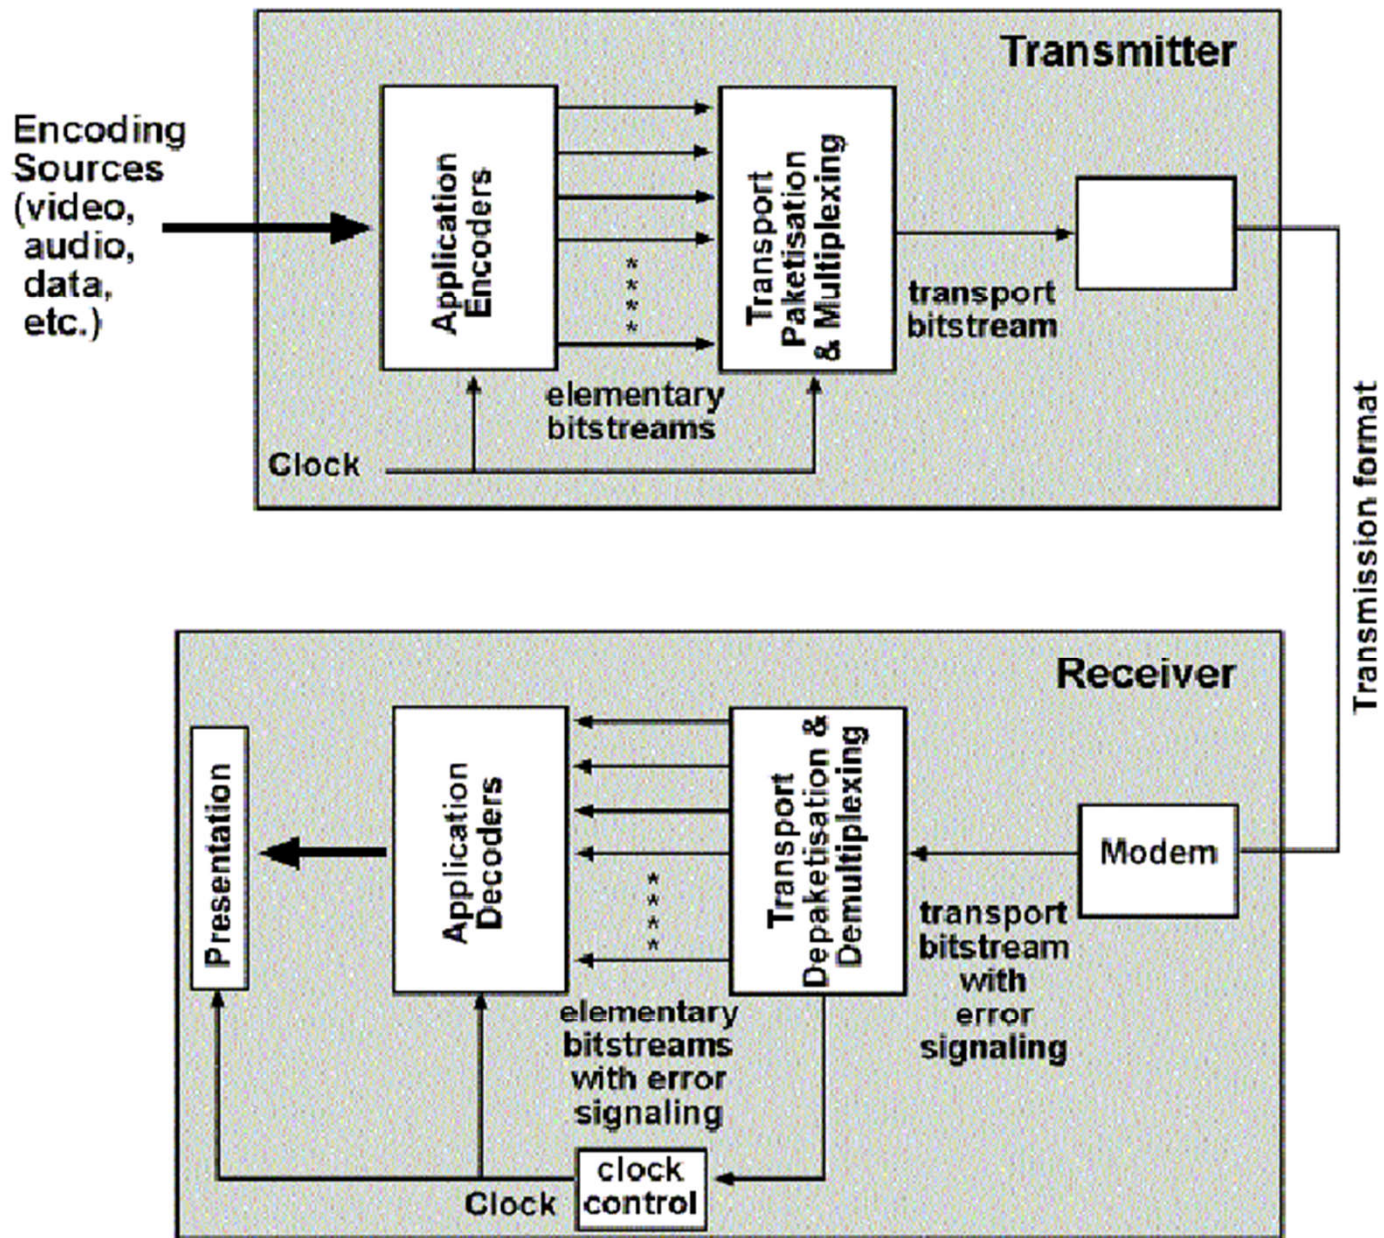 Transmitter
Encoding
Sources
(video,
audio,
data,
etc.)
Application
Encoders
*
*
*
*
elementary
bitstreams
Clock
Transport
Paketisation
& Multiplexing
transport
bitstream
Transmission format
Receiver
Presentation
Application
Decoders
*
*
*
*
elementary
bitstreams
with error
signaling
Transport
Depaketisation &
Demultiplexing
Modem
transport
bitstream
with
error
signaling
Clock
clock
control